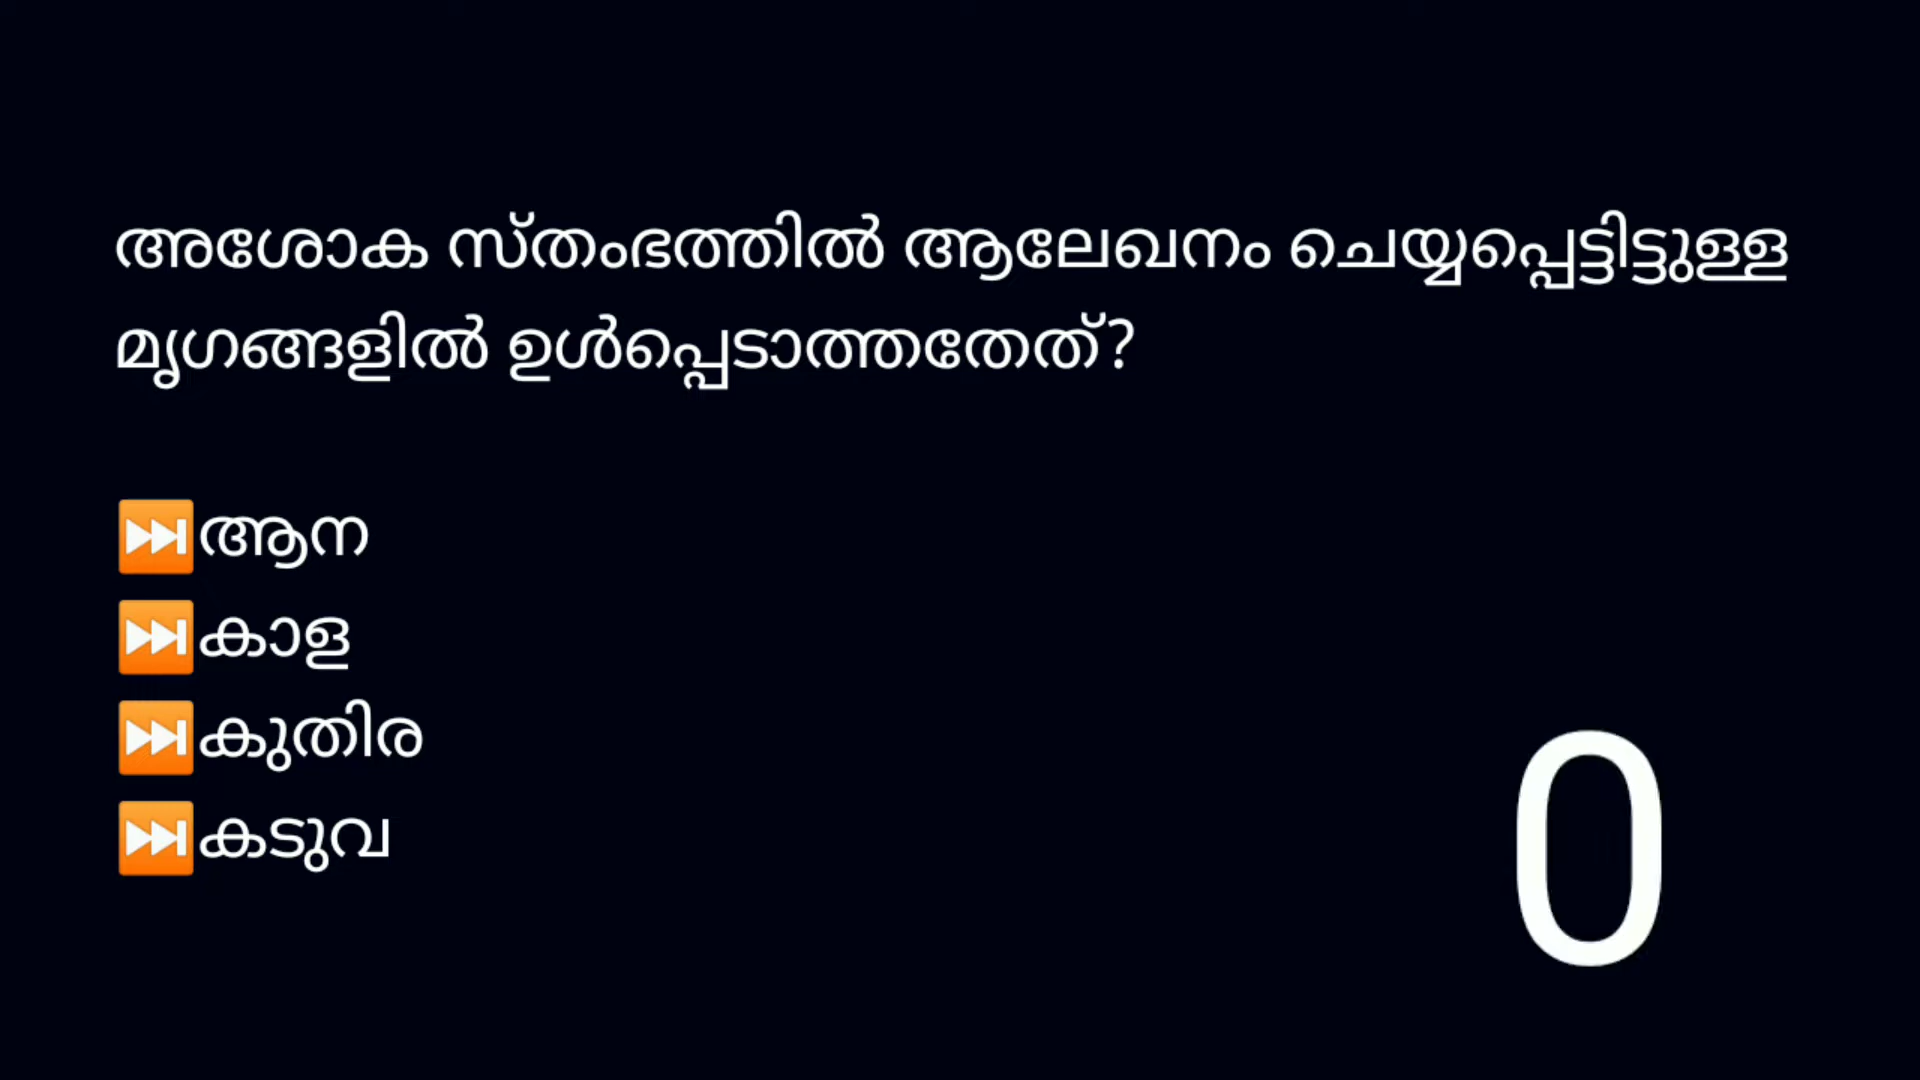 അശോക സ്തംഭത്തിൽ ആലേഖനം ചെയ്യപ്പെട്ടിട്ടുള്ള
മൃഗങ്ങളിൽ ഉൾപ്പെടാത്തതേത്?
⏭ആന
⏭കാള
⏭കുതിര
⏭കടുവ
0